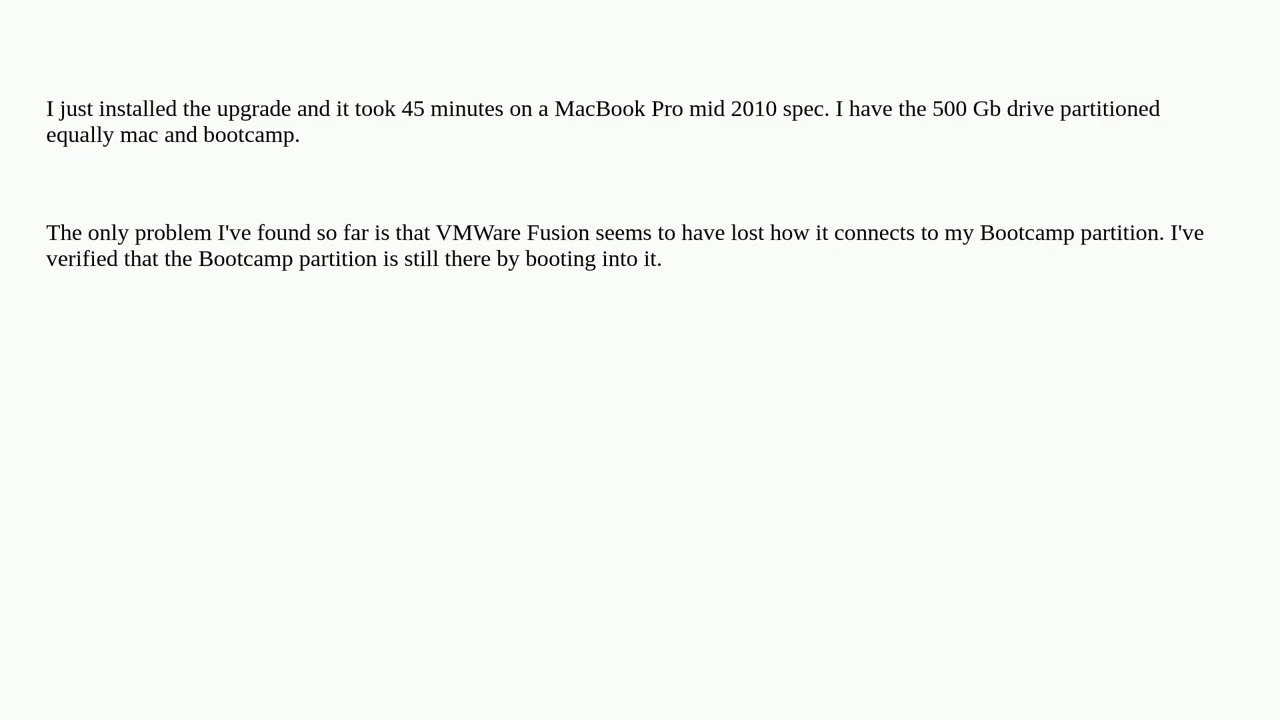 I just installed the upgrade and it took 45 minutes on a MacBook Pro mid 2010 spec. I have the 500 Gb drive partitioned
equally mac and bootcamp.
The only problem I've found so far is that VMWare Fusion seems to have lost how it connects to my Bootcamp partition. I've
verified that the Bootcamp partition is still there by booting into it.